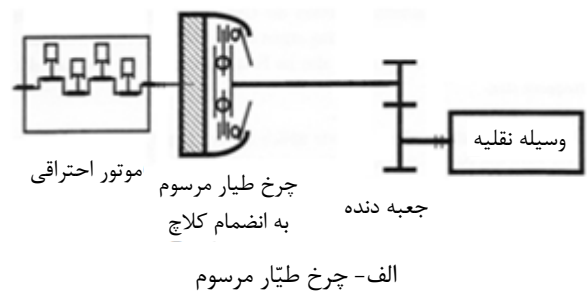 وسیله نقلیه
موتور احتراقی
چرخ طیار مرسوم
به انضمام کلاچ
جعبه دنده
الف- چرخ طیّار مرسوم